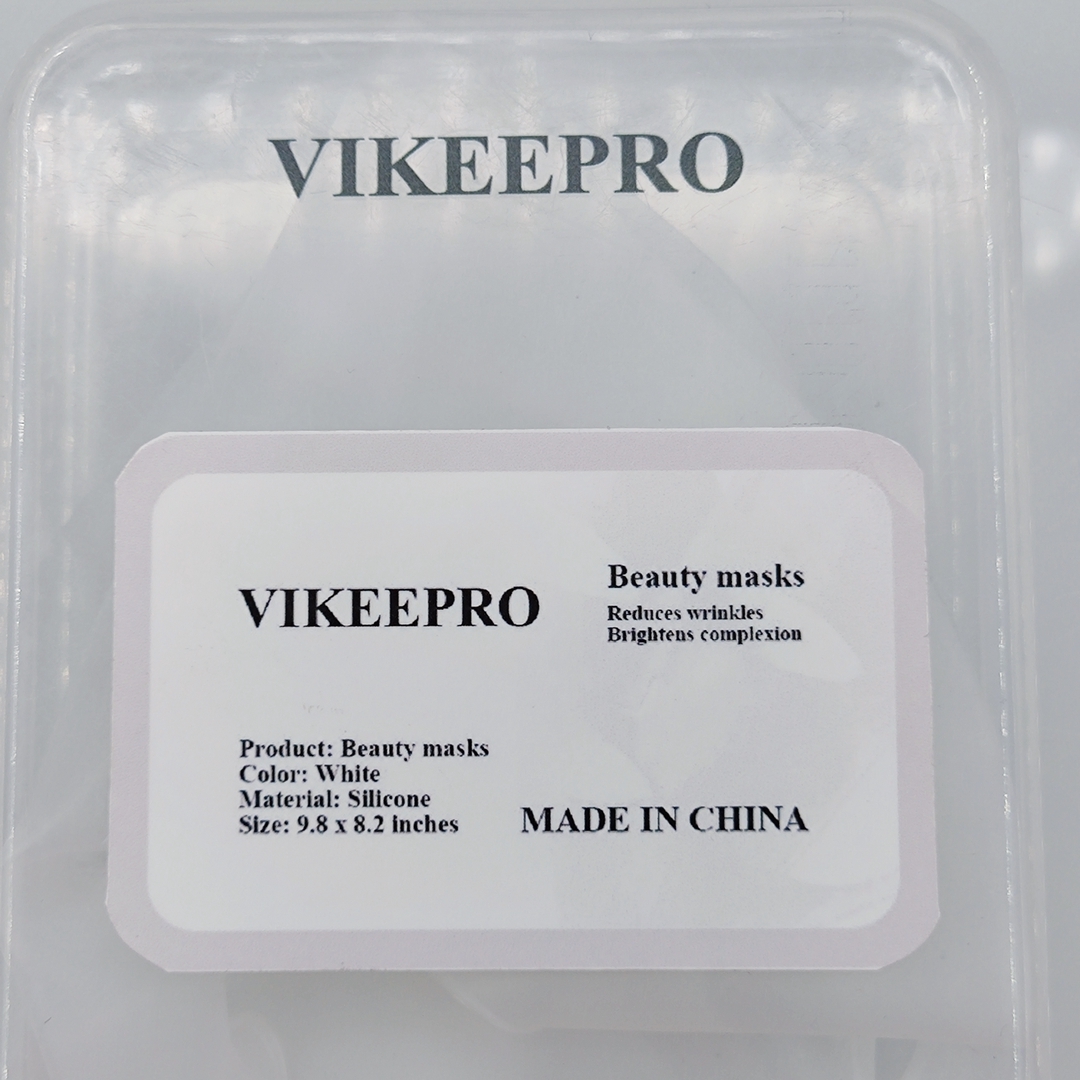 VIKEEPRO
VIKEEPRO
Beauty masks
Reduces wrinkles
Brightens complexion
Product: Beauty masks
Color: White
Material: Silicone
Size: 9.8 x 8.2 inches
MADE IN CHINA